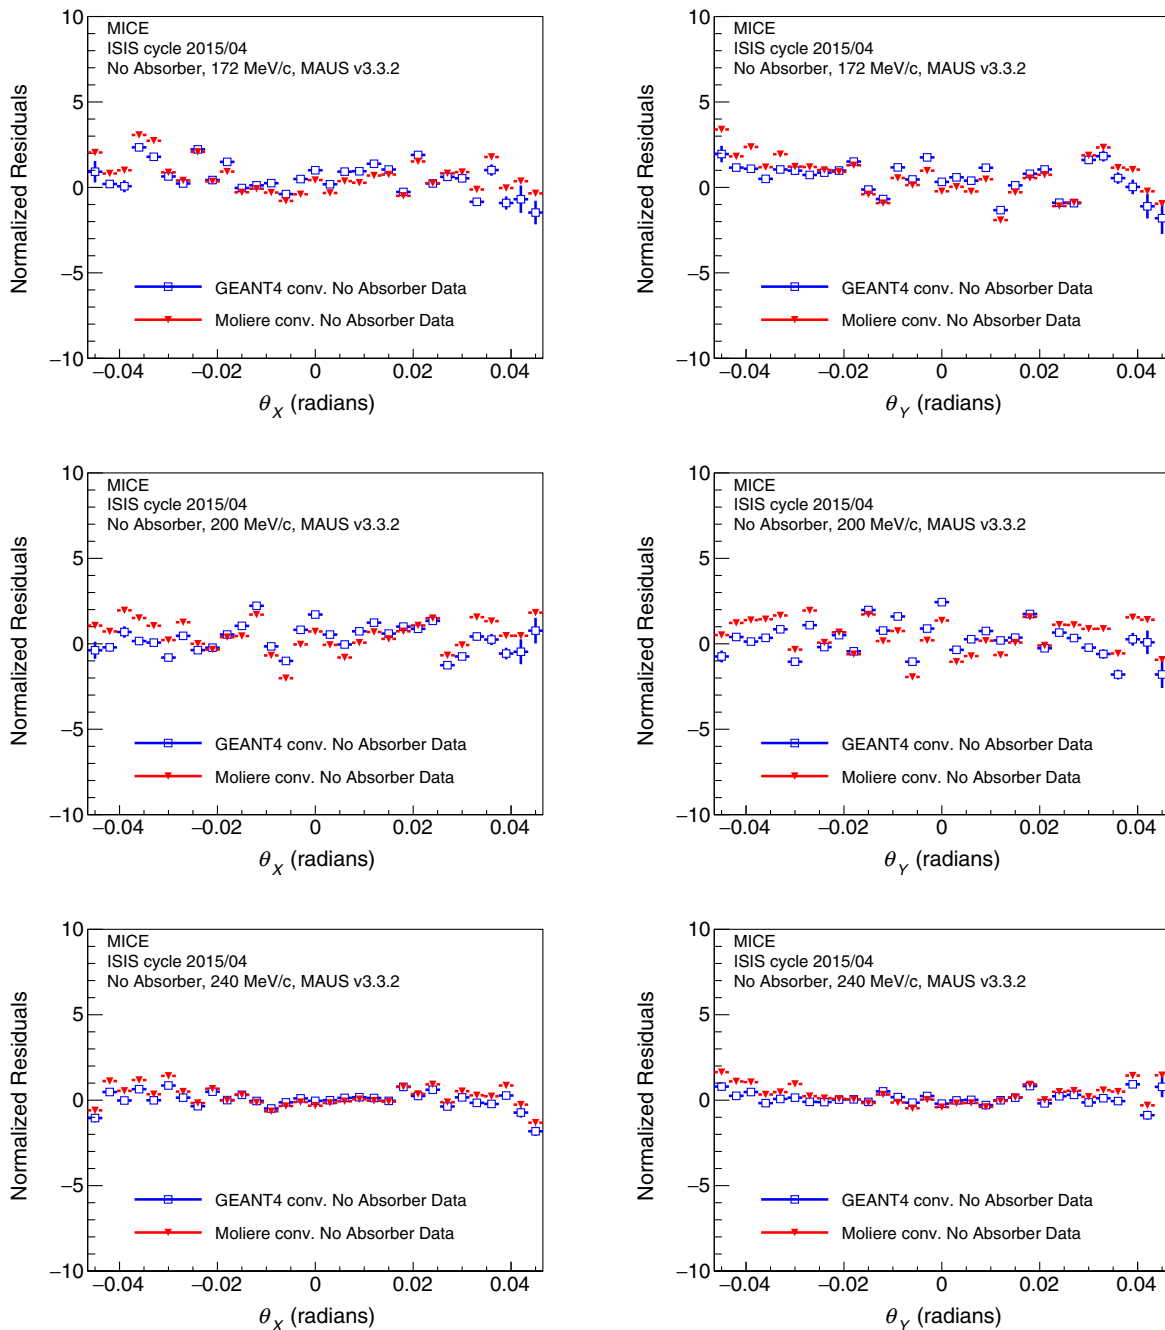 10
5
0
−5
−10
Normalized Residuals
MICE
ISIS cycle 2015/04
No Absorber, 172 MeV/c, MAUS v3.3.2
GEANT4 conv. No Absorber Data
Moliere conv. No Absorber Data
−0.04 −0.02 0 0.02 0.04
θX (radians)
10
5
0
−5
−10
Normalized Residuals
MICE
ISIS cycle 2015/04
No Absorber, 172 MeV/c, MAUS v3.3.2
GEANT4 conv. No Absorber Data
Moliere conv. No Absorber Data
−0.04 −0.02 0 0.02 0.04
θY (radians)
10
5
0
−5
−10
Normalized Residuals
MICE
ISIS cycle 2015/04
No Absorber, 200 MeV/c, MAUS v3.3.2
GEANT4 conv. No Absorber Data
Moliere conv. No Absorber Data
−0.04 −0.02 0 0.02 0.04
θX (radians)
10
5
0
−5
−10
Normalized Residuals
MICE
ISIS cycle 2015/04
No Absorber, 200 MeV/c, MAUS v3.3.2
GEANT4 conv. No Absorber Data
Moliere conv. No Absorber Data
−0.04 −0.02 0 0.02 0.04
θY (radians)
10
5
0
−5
−10
Normalized Residuals
MICE
ISIS cycle 2015/04
No Absorber, 240 MeV/c, MAUS v3.3.2
GEANT4 conv. No Absorber Data
Moliere conv. No Absorber Data
−0.04 −0.02 0 0.02 0.04
θX (radians)
10
5
0
−5
−10
Normalized Residuals
MICE
ISIS cycle 2015/04
No Absorber, 240 MeV/c, MAUS v3.3.2
GEANT4 conv. No Absorber Data
Moliere conv. No Absorber Data
−0.04 −0.02 0 0.02 0.04
θY (radians)